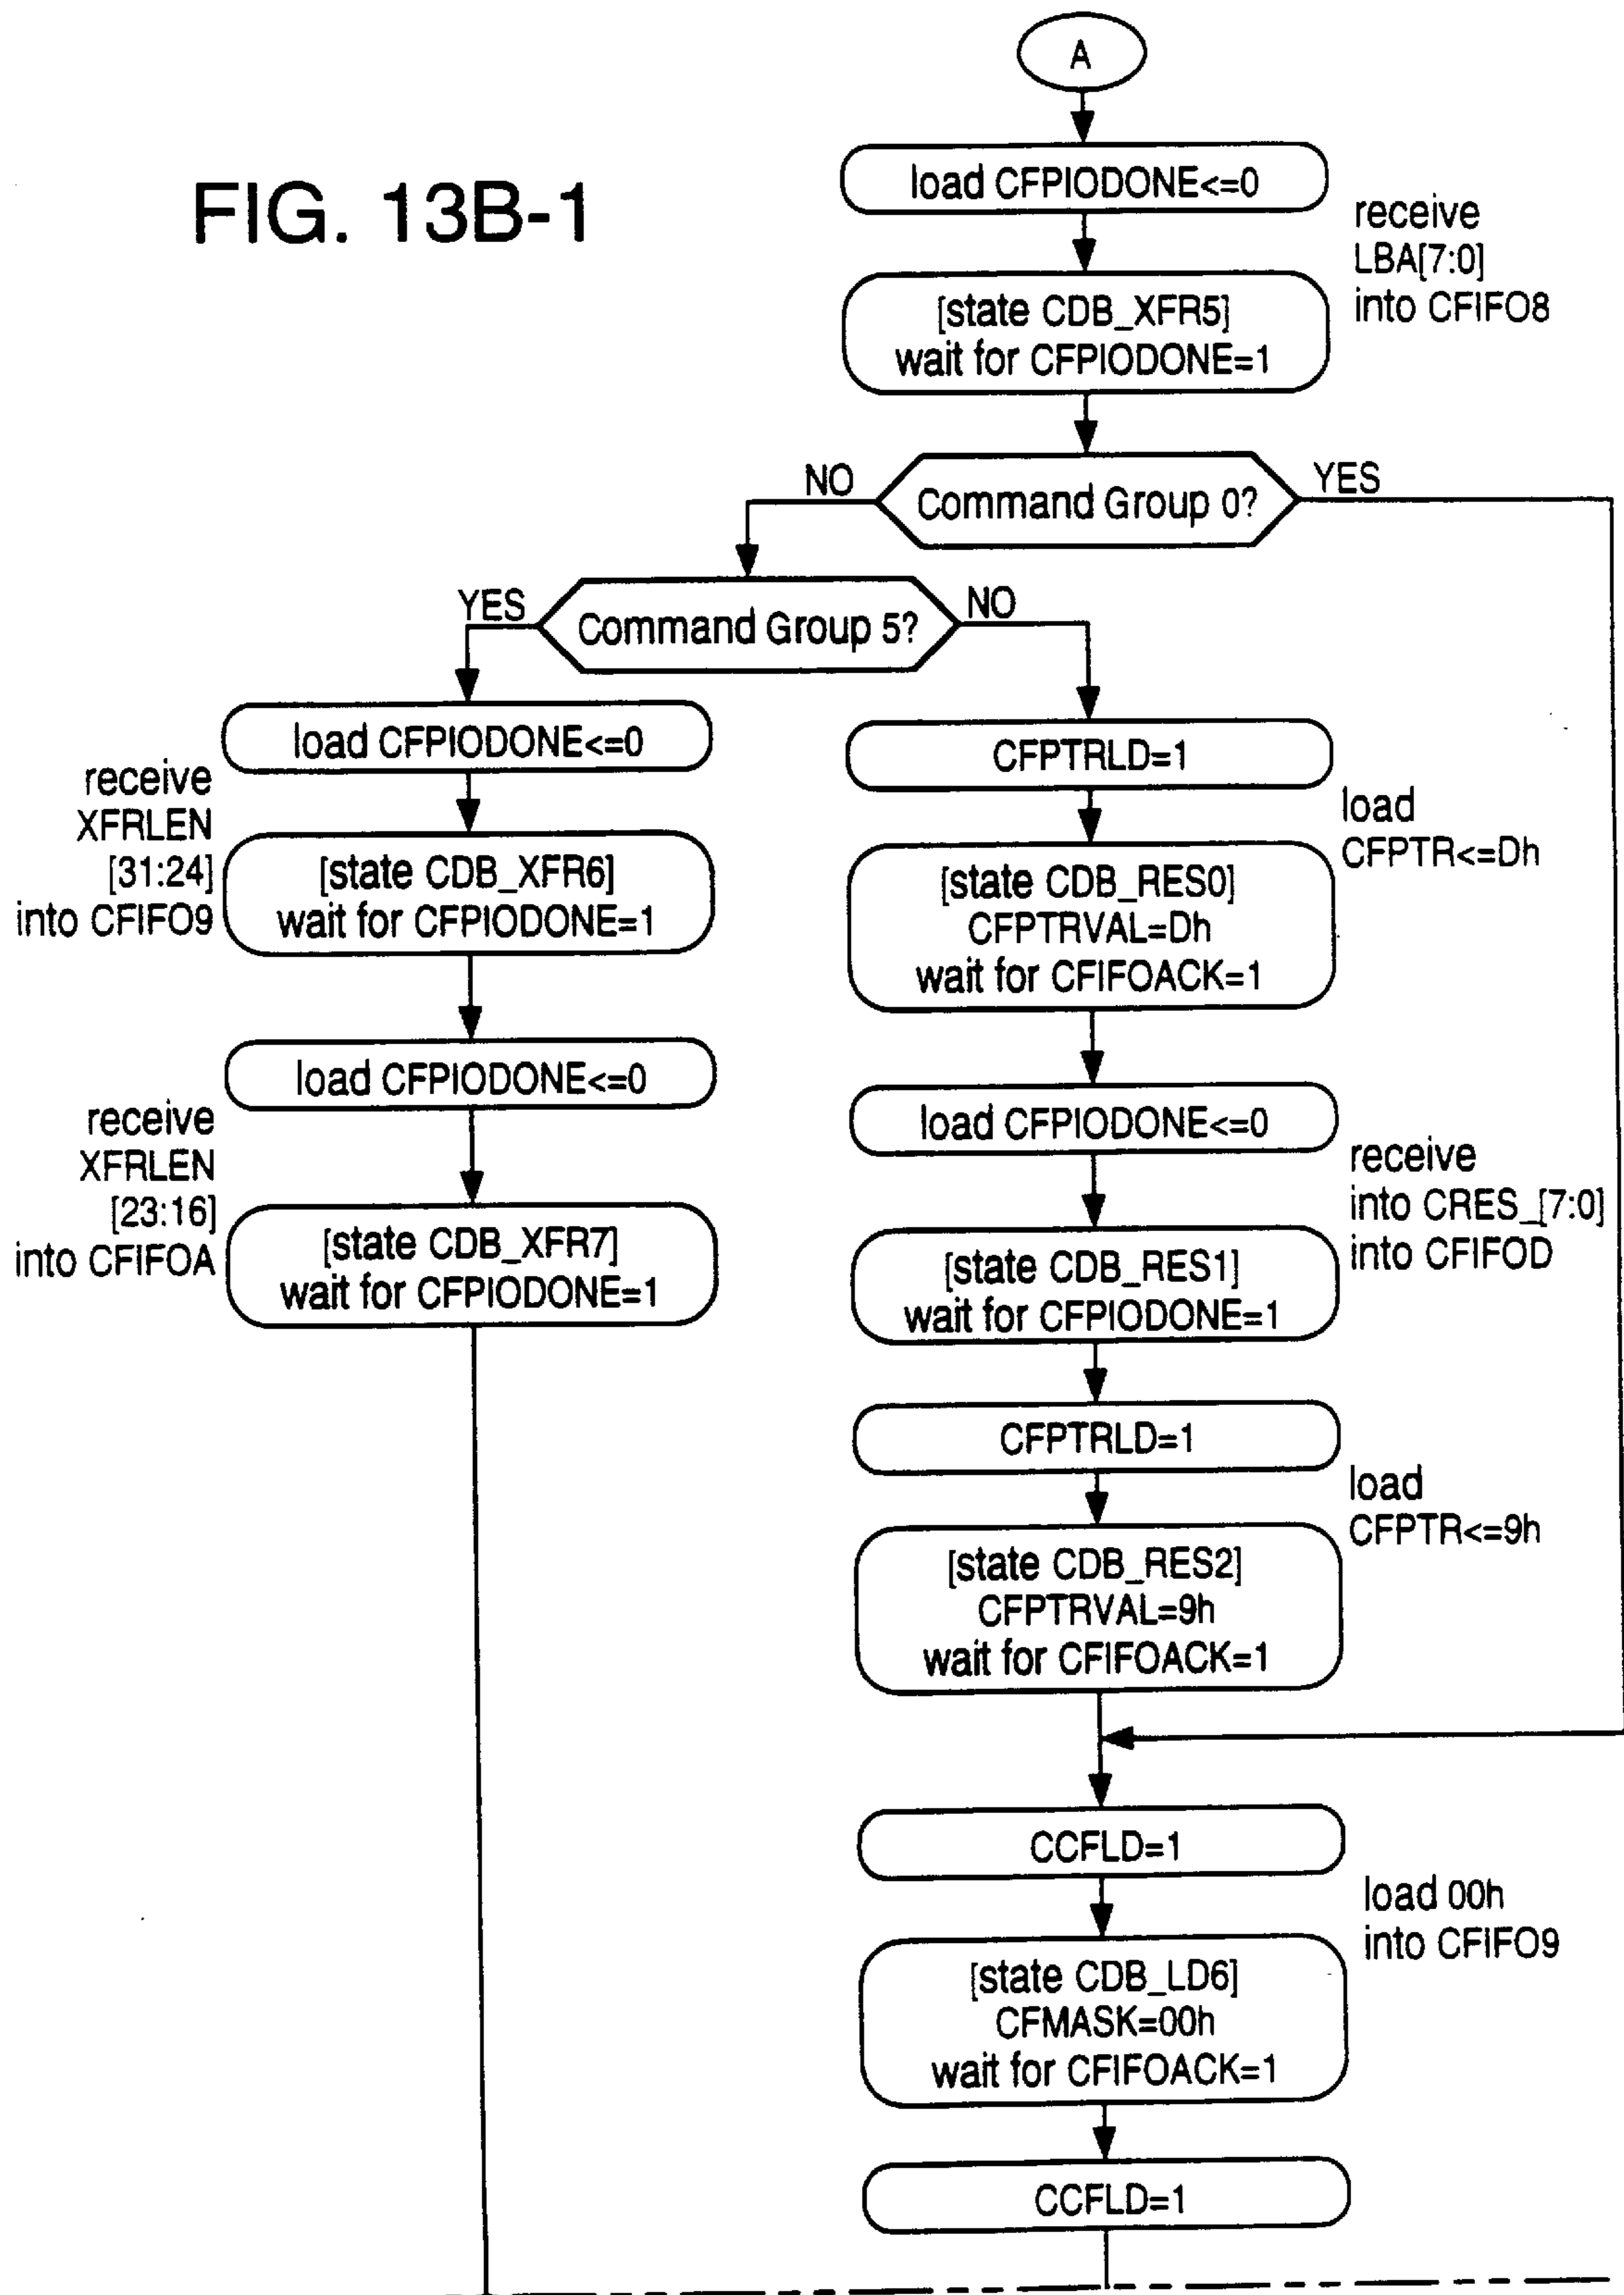 A
FIG. 13B-1
load CFPIODONE<=0
receive
LBA[7:0]
into CFIFO8
[state CDB_XFR5]
wait for CFPIODONE=1
NO
Command Group 0?
YES
YES
Command Group 5?
NO
load CFPIODONE<=0
receive
XFRLEN
[31:24]
into CFIFO9
[state CDB_XFR6]
wait for CFPIODONE=1
load CFPIODONE<=0
receive
XFRLEN
[23:16]
into CFIFOA
[state CDB_XFR7]
wait for CFPIODONE=1
CFPTRLD=1
load
CFPTR<=Dh
[state CDB_RES0]
CFPTRVAL=Dh
wait for CFIFOACK=1
load CFPIODONE<=0
receive
into CRES_[7:0]
into CFIFOD
[state CDB_RES1]
wait for CFPIODONE=1
CFPTRLD=1
load
CFPTR<=9h
[state CDB_RES2]
CFPTRVAL=9h
wait for CFIFOACK=1
CCFLD=1
load 00h
into CFIFO9
[state CDB_LD6]
CFMASK=00h
wait for CFIFOACK=1
CCFLD=1